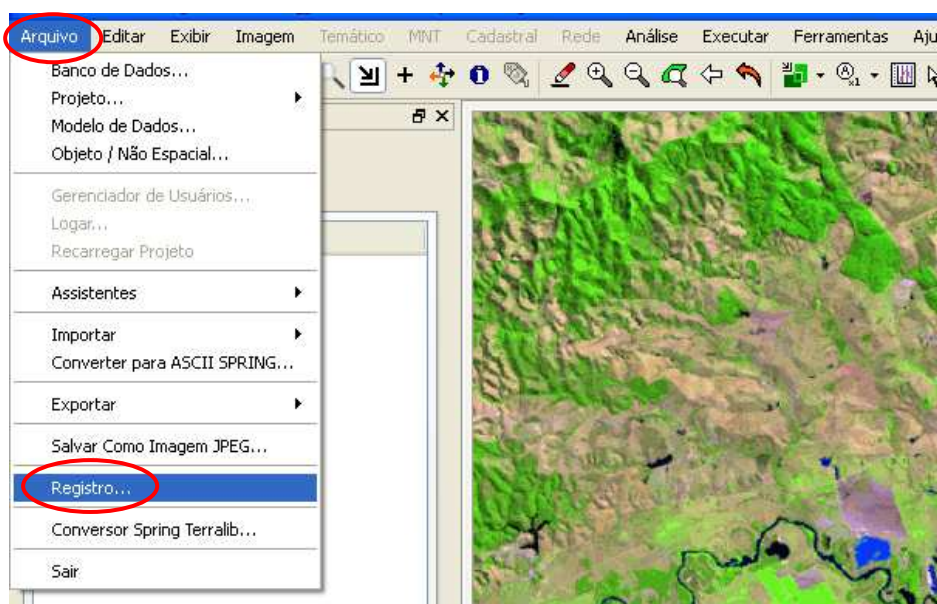 Arquivo Editar Exibir Imagem Temático MNT Cadastral Rede Análise Executar Ferramentas Aju
Banco de Dados...
Projeto...
Modelo de Dados...
Objeto / Não Espacial...
Gerenciador de Usuários...
Logar...
Recarregar Projeto
Assistentes
Importar
Converter para ASCII SPRING...
Exportar
Salvar Como Imagem JPEG...
Registro...
Conversor Spring Terralib...
Sair